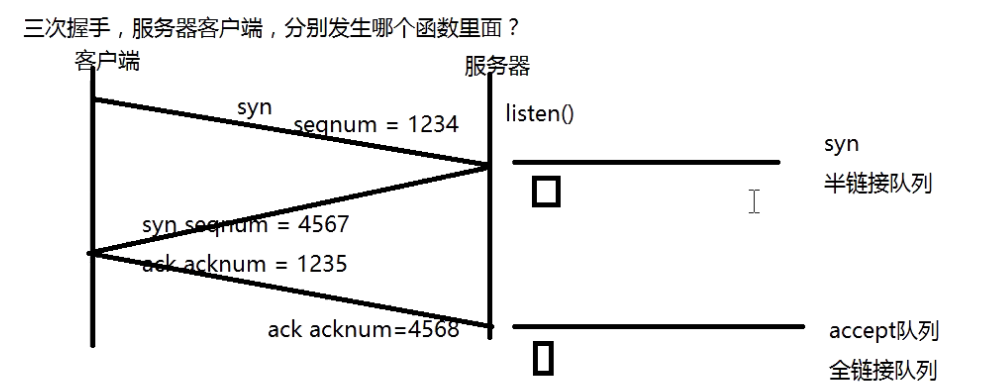 三次握手，服务器客户端，分别发生哪个函数里面？
客户端
服务器
syn
seqnum = 1234
listen()
syn
半链接队列
syn seqnum = 4567
ack acknum = 1235
ack acknum=4568
accept队列
全链接队列